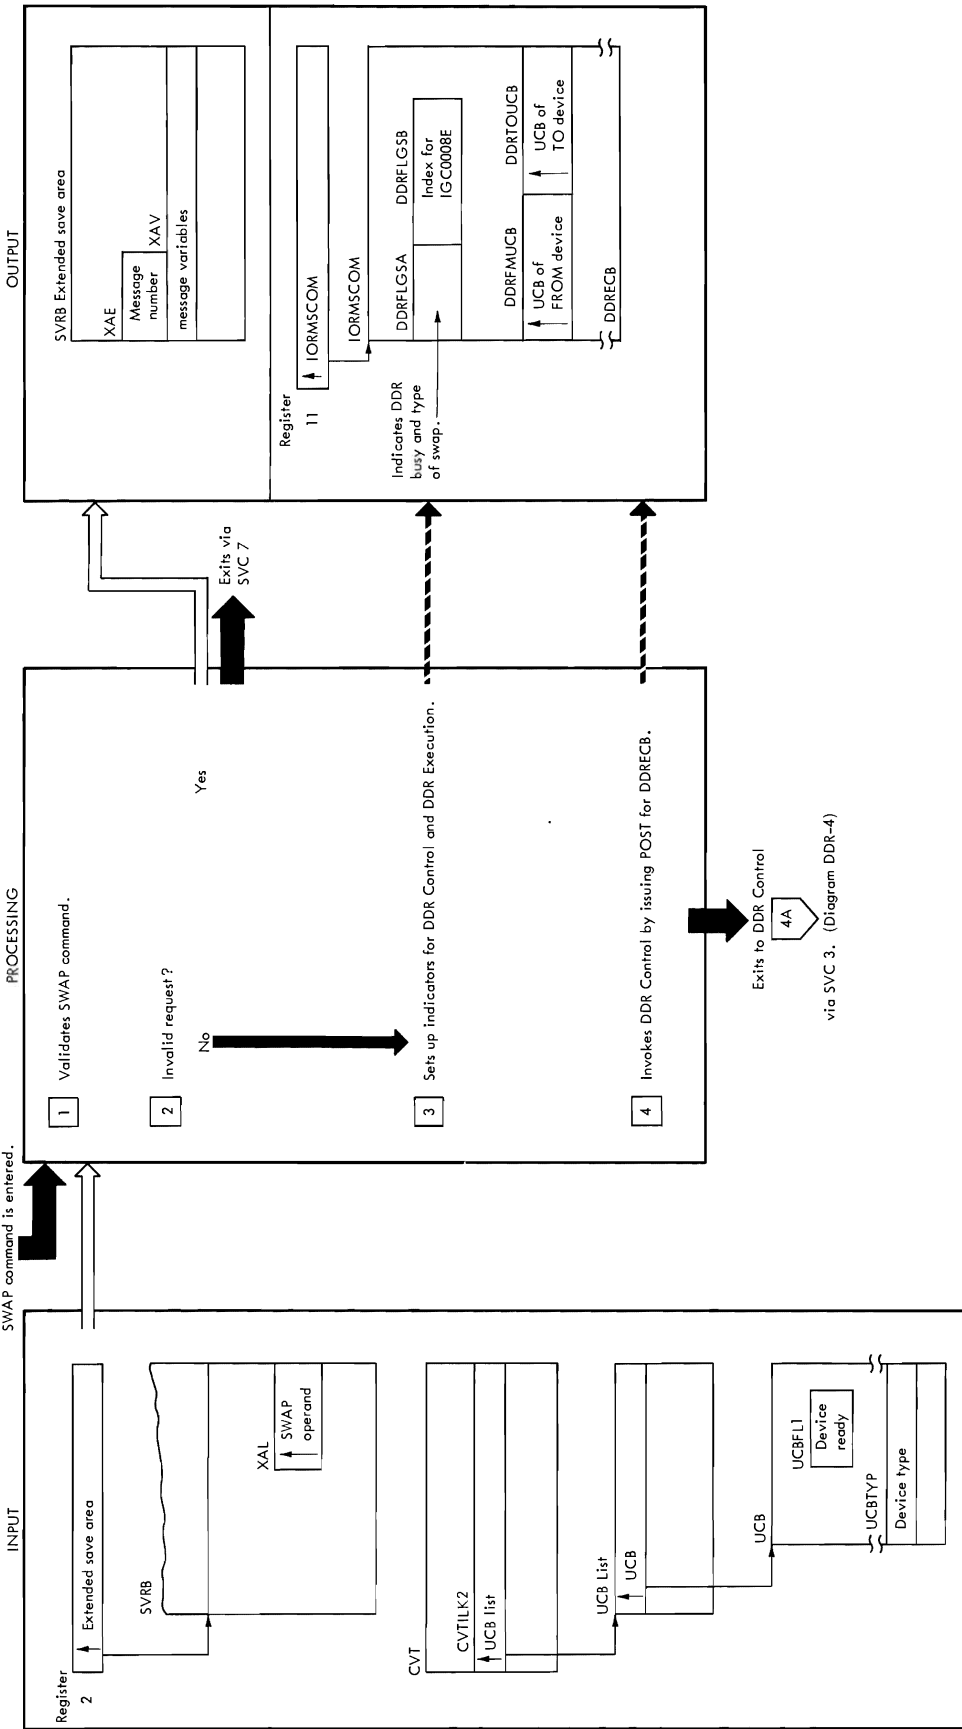 SWAP command is entered.
INPUT
Register
2
Extended save area
SVRB
XAL
SWAP
operand
CVT
CVTILK2
UCB list
UCB List
UCB
UCB
UCBFL1
Device
ready
UCBTYP
Device type
PROCESSING
1 Validates SWAP command.
2 Invalid request?
Yes
No
3 Sets up indicators for DDR Control and DDR Execution.
4 Invokes DDR Control by issuing POST for DDRECB.
Exits via
SVC 7
Exits to DDR Control
4A
via SVC 3. (Diagram DDR-4)
OUTPUT
SVRB Extended save area
XAE
Message
number
XAV
message variables
Register
11
IORMSCOM
IORMSCOM
Indicates DDR
busy and type
of swap.
DDRFLGSA
DDRFLGSB
Index for
IGC0008E
DDRFMUCB
UCB of
FROM device
DDRTOUCB
UCB of
TO device
DDRECB